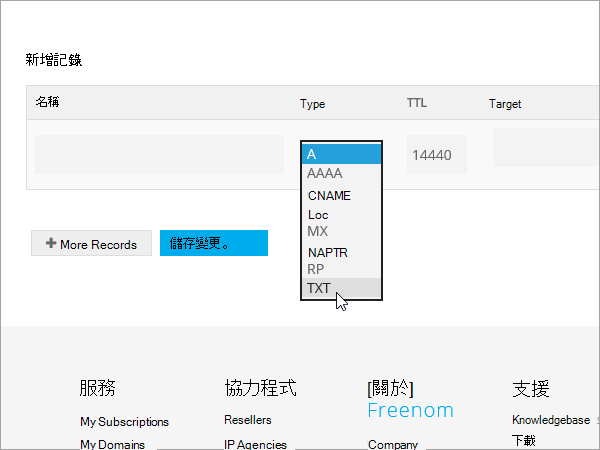 新增記錄
名稱 Type TTL Target
A 14440
AAAA
CNAME
Loc
MX
NAPTR
RP
TXT
+ More Records 儲存變更。
服務 協力程式 [關於] 支援
Freenom
My Subscriptions Resellers Knowledgebase
My Domains IP Agencies Company 下載